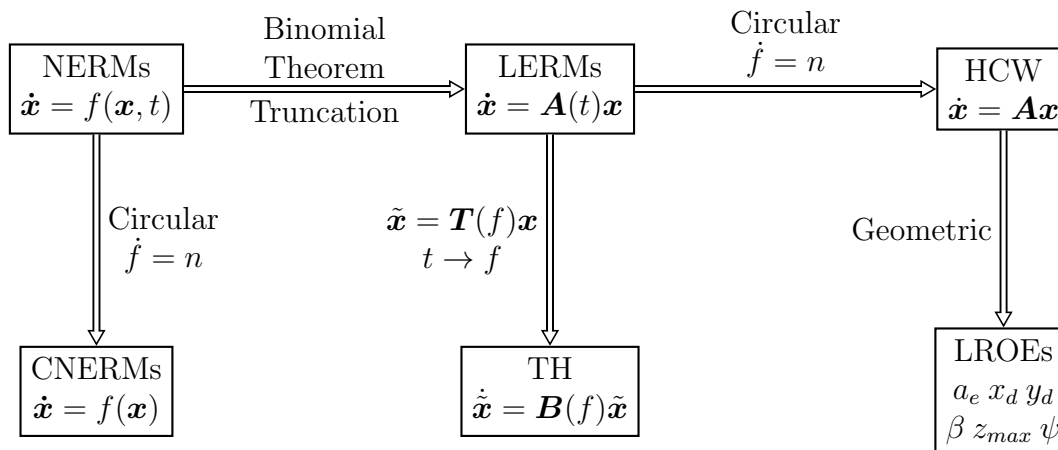 NERMs
ẋ = f(x, t)
Binomial
Theorem
Truncation
LERMs
ẋ = A(t)x
Circular
ḟ = n
HCW
ẋ = Ax
Circular
ḟ = n
x̃ = T(f)x
t → f
Geometric
CNERMs
ẋ = f(x)
TH
x̃̇ = B(f)x̃
LROEs
a_e x_d y_d
β z_max ψ